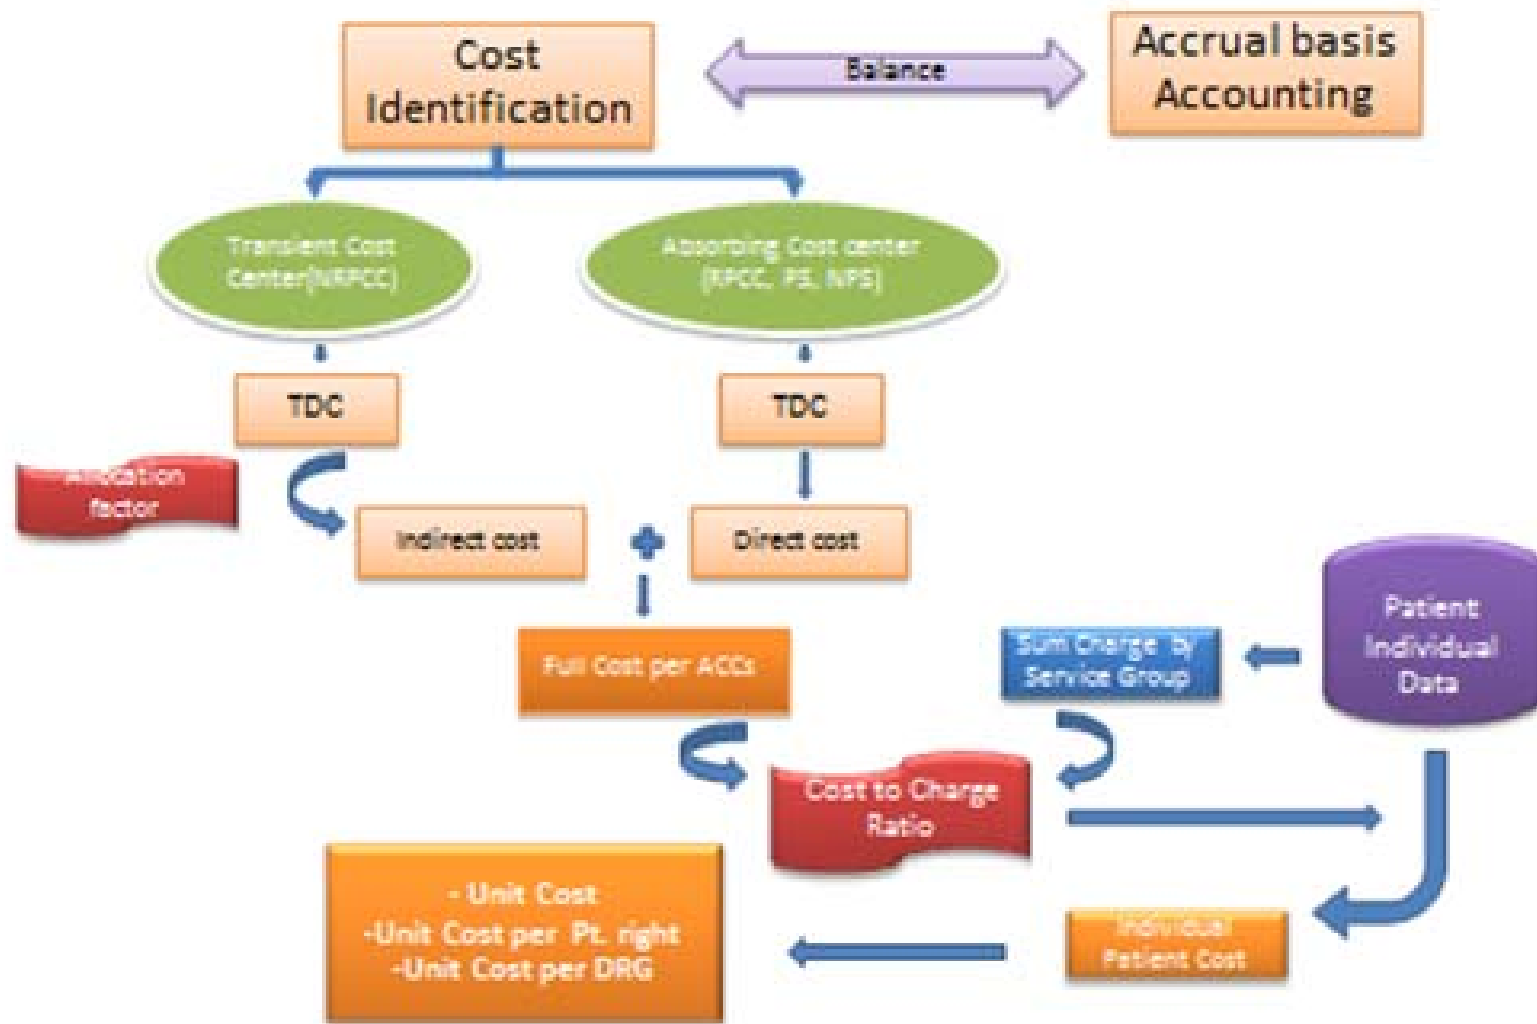 Cost
Identification
Balance
Accrual basis
Accounting
Transient Cost
Center(NRPCC)
Absorbing Cost center
(RPCC, PS, NPS)
TDC
TDC
Allocation
factor
Indirect cost
Direct cost
Full Cost per ACCs
Sum Charge by
Service Group
Patient
Individual
Data
Cost to Charge
Ratio
- Unit Cost
-Unit Cost per Pt. right
-Unit Cost per DRG
Individual
Patient Cost